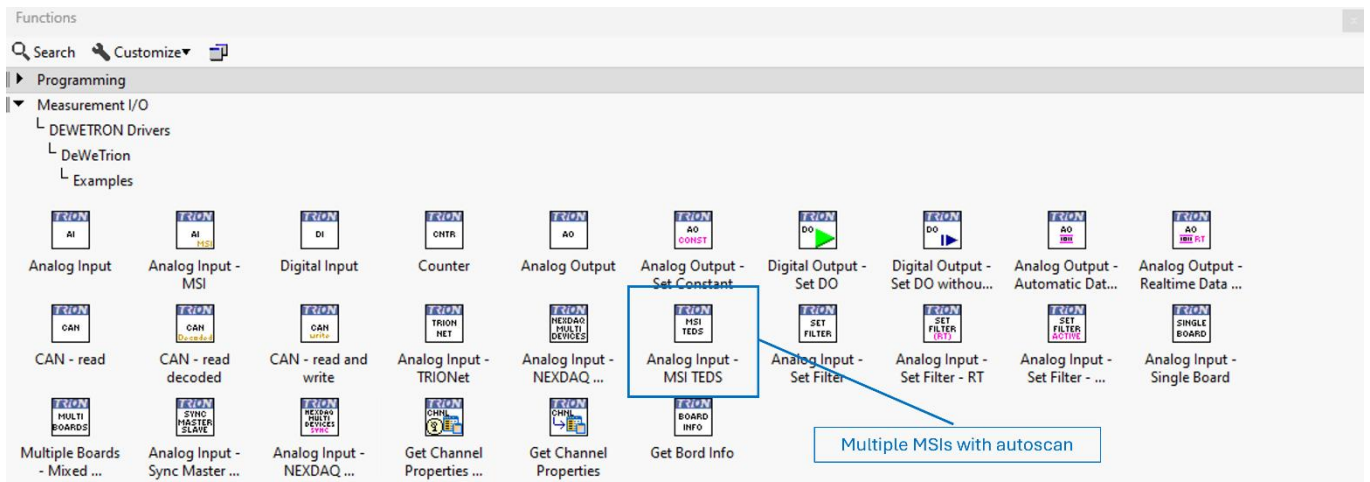 Functions
Search Customize
Programming
Measurement I/O
DEWETRON Drivers
DeWeTrion
Examples
TRION TRION TRION TRION TRION TRION TRION TRION TRION TRION
AI AI MSI DI CNTR AO AO CONST DO DO AO AO RT
Analog Input Analog Input - Digital Input Counter Analog Output Analog Output - Digital Output - Digital Output - Analog Output - Analog Output -
MSI Set Constant Set DO Set DO withou... Automatic Dat... Realtime Data ...
TRION TRION TRION TRION NEXDAQ TRION TRION TRION TRION TRION
CAN CAN Decoded CAN write TRION NET MULTI DEVICES MSI TEDS SET FILTER SET FILTER (RT) SET FILTER ACTIVE SINGLE BOARD
CAN - read CAN - read CAN - read and Analog Input - Analog Input - Analog Input - Analog Input - Analog Input - Analog Input - Analog Input -
decoded write TRIONet NEXDAQ ... MSI TEDS Set Filter Set Filter - RT Set Filter - ... Single Board
TRION TRION TRION TRION TRION TRION
MULTI BOARDS SYNC MASTER SLAVE NEXDAQ MULTI DEVICES SYNC CHNL CHNL BOARD INFO
Multiple Boards Analog Input - Analog Input - Get Channel Get Channel Get Bord Info
- Mixed ... Sync Master ... NEXDAQ ... Properties ... Properties
Multiple MSIs with autoscan